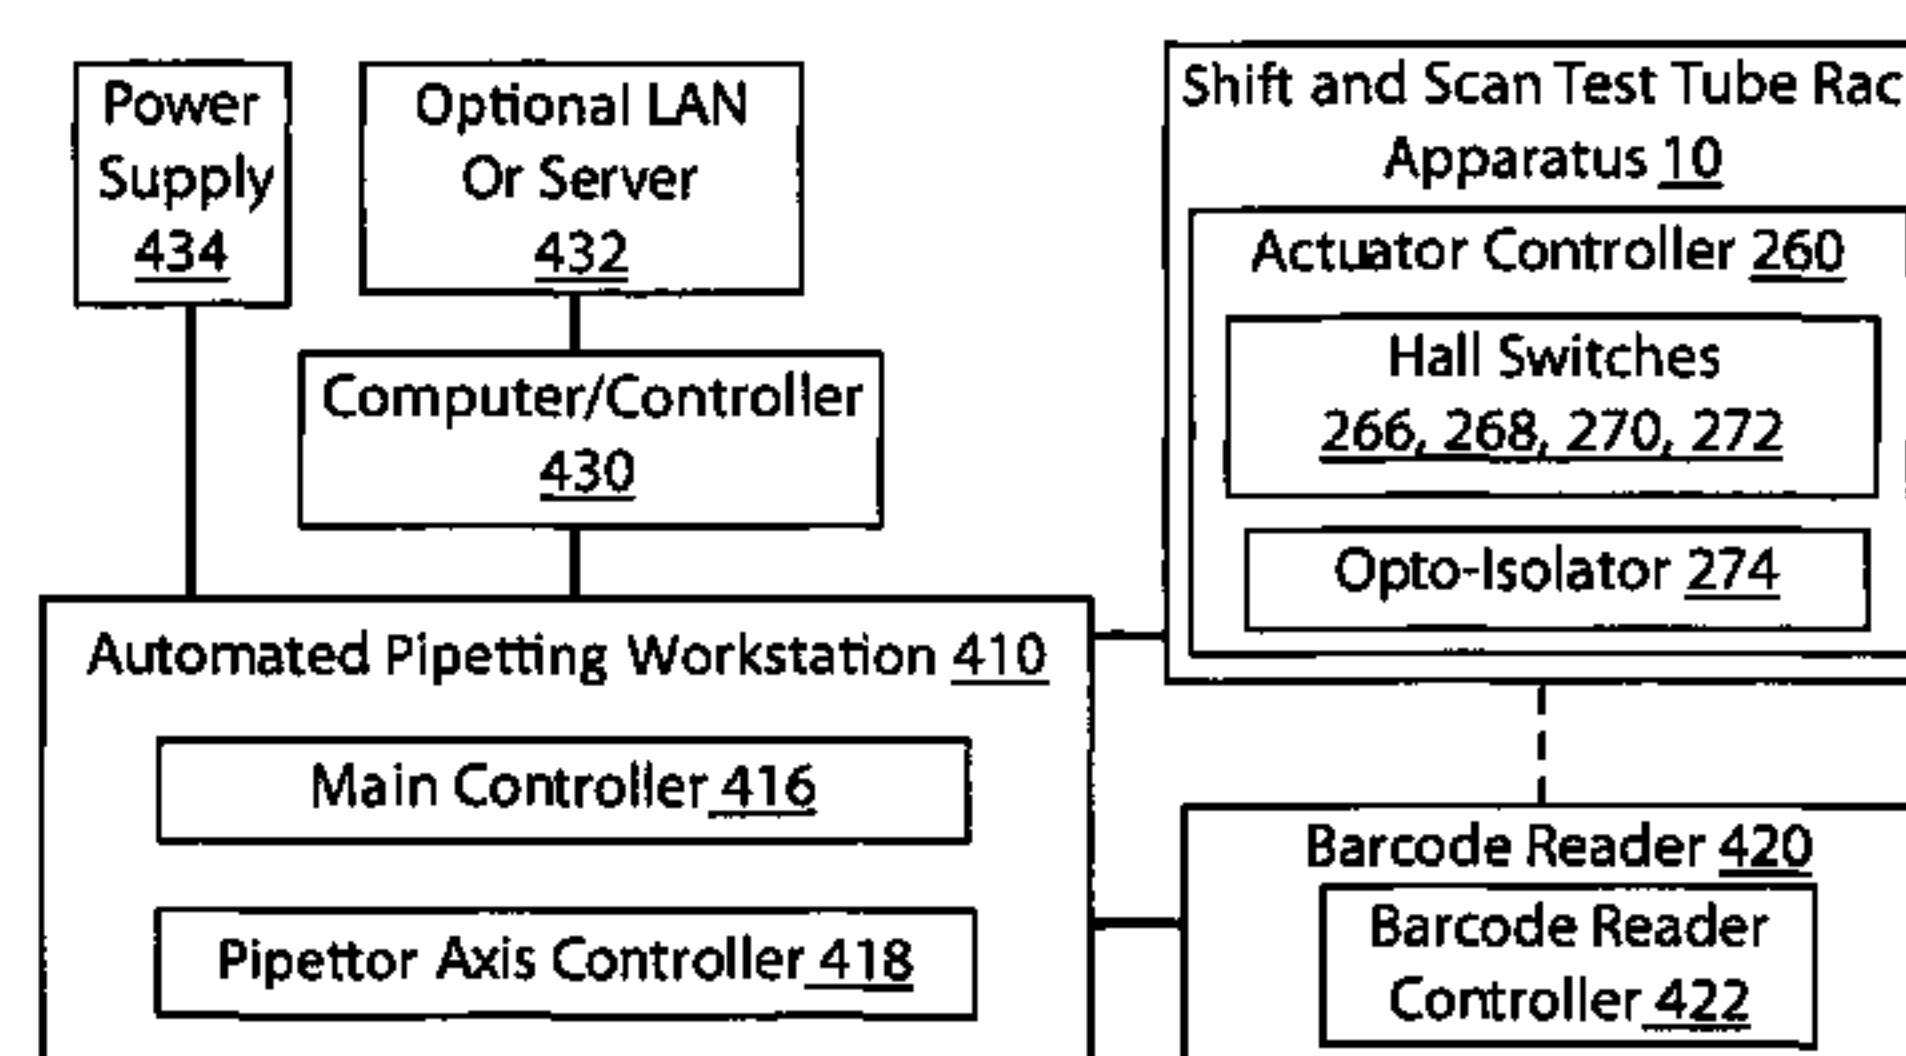 Power
Supply
434
Optional LAN
Or Server
432
Computer/Controller
430
Automated Pipetting Workstation 410
Main Controller 416
Pipettor Axis Controller 418
Shift and Scan Test Tube Rac
Apparatus 10
Actuator Controller 260
Hall Switches
266, 268, 270, 272
Opto-Isolator 274
Barcode Reader 420
Barcode Reader
Controller 422